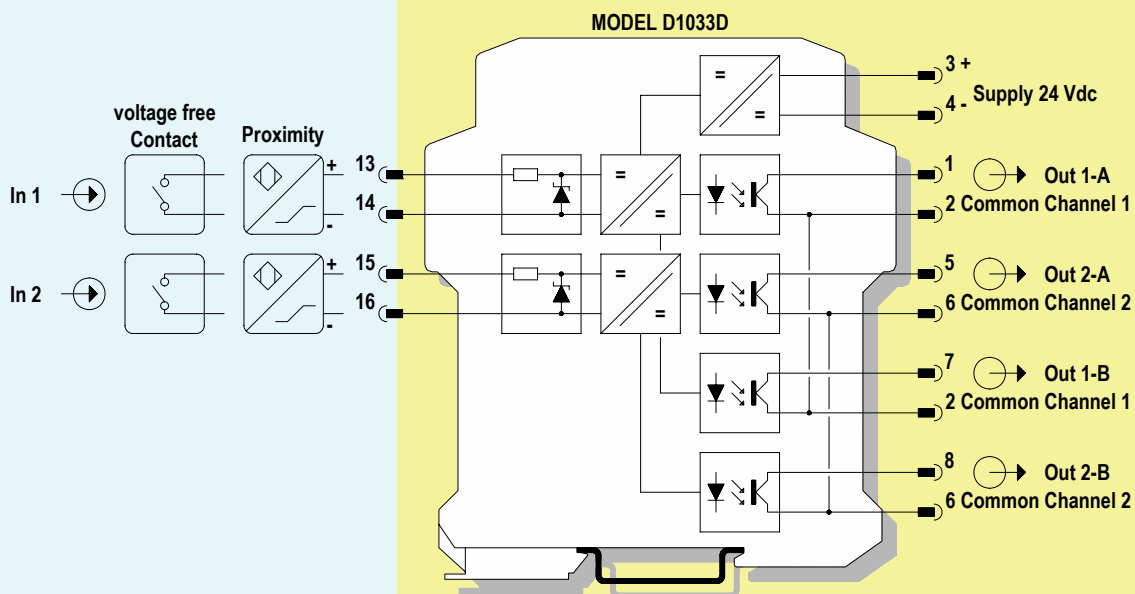 MODEL D1033D
3 +
4 -
Supply 24 Vdc
voltage free
Contact
Proximity
In 1
+
-
13
14
=
=
=
=
1
Out 1-A
2 Common Channel 1
In 2
+
-
15
16
=
=
5
Out 2-A
6 Common Channel 2
7
Out 1-B
2 Common Channel 1
8
Out 2-B
6 Common Channel 2